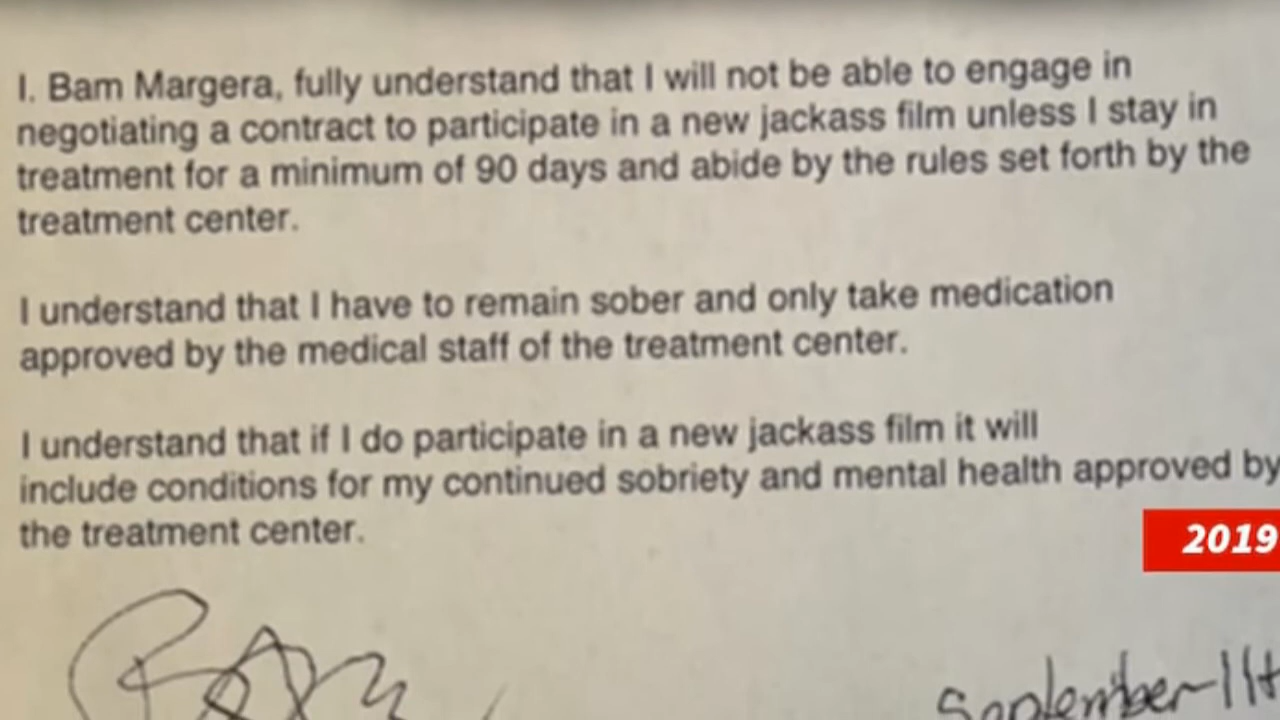 I. Bam Margera, fully understand that I will not be able to engage in
negotiating a contract to participate in a new jackass film unless I stay in
treatment for a minimum of 90 days and abide by the rules set forth by the
treatment center.
I understand that I have to remain sober and only take medication
approved by the medical staff of the treatment center.
I understand that if I do participate in a new jackass film it will
include conditions for my continued sobriety and mental health approved by
the treatment center.
2019
Bam
September 11t